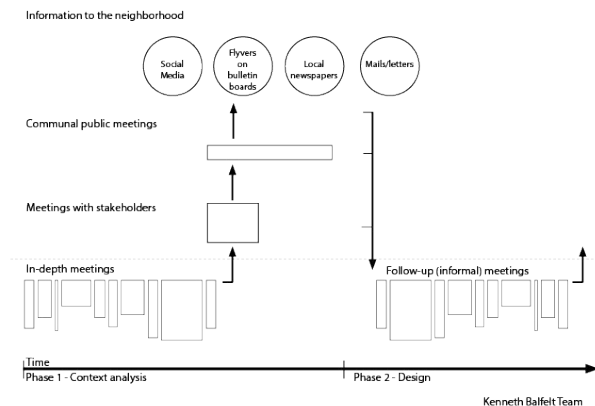 Information to the neighborhood
Social
Media
Flyvers
on
bulletin
boards
Local
newspapers
Mails/letters
Communal public meetings
Meetings with stakeholders
In-depth meetings
Follow-up (informal) meetings
Time
Phase 1 - Context analysis
Phase 2 - Design
Kenneth Balfelt Team